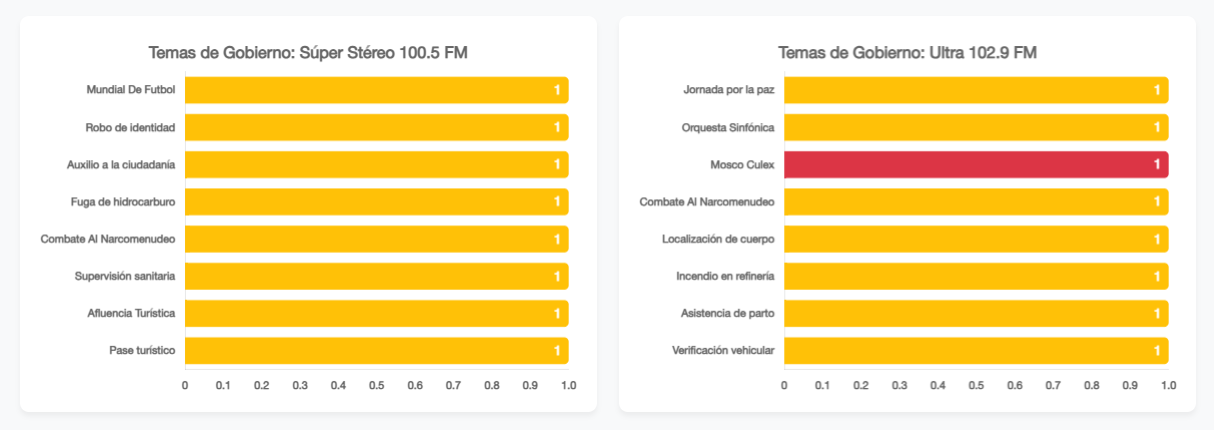 Temas de Gobierno: Súper Stéreo 100.5 FM
Mundial De Futbol 1
Robo de identidad 1
Auxilio a la ciudadanía 1
Fuga de hidrocarburo 1
Combate Al Narcomenudeo 1
Supervisión sanitaria 1
Afluencia Turística 1
Pase turístico 1
0 0.1 0.2 0.3 0.4 0.5 0.6 0.7 0.8 0.9 1.0
Temas de Gobierno: Ultra 102.9 FM
Jornada por la paz 1
Orquesta Sinfónica 1
Mosco Culex 1
Combate Al Narcomenudeo 1
Localización de cuerpo 1
Incendio en refinería 1
Asistencia de parto 1
Verificación vehicular 1
0 0.1 0.2 0.3 0.4 0.5 0.6 0.7 0.8 0.9 1.0